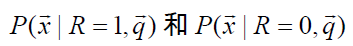 P(x⃗ | R = 1, q⃗) 和 P(x⃗ | R = 0, q⃗)